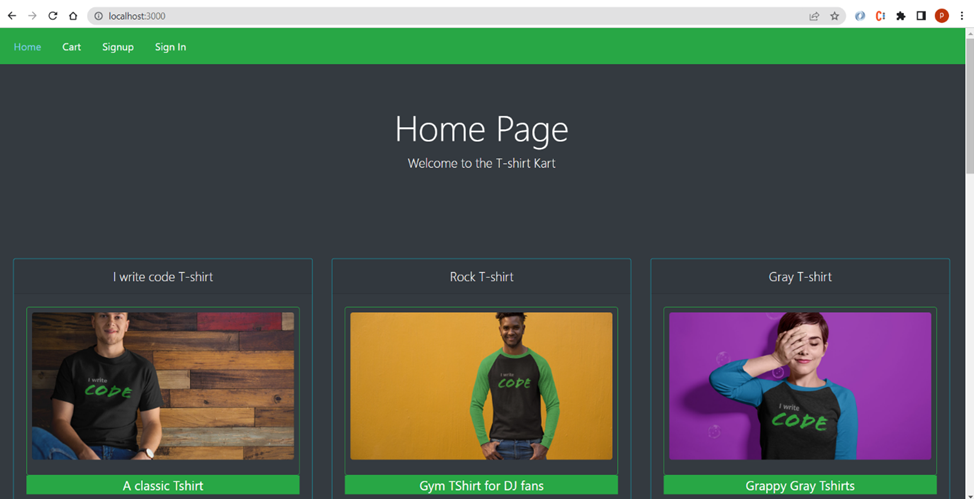 localhost:3000
P
Home Cart Signup Sign In
Home Page
Welcome to the T-shirt Kart
I write code T-shirt
Rock T-shirt
Gray T-shirt
I write
CODE
I write
CODE
I write
CODE
A classic Tshirt
Gym TShirt for DJ fans
Grappy Gray Tshirts